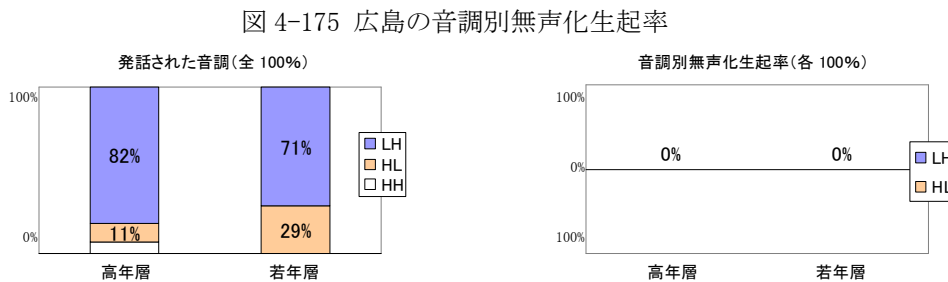 図 4-175 広島の音調別無声化生起率
発話された音調(全 100%)
100%
82%
71%
11%
29%
0%
高年層
若年層
LH
HL
HH
音調別無声化生起率(各 100%)
100%
0%
0%
0%
100%
高年層
若年層
LH
HL